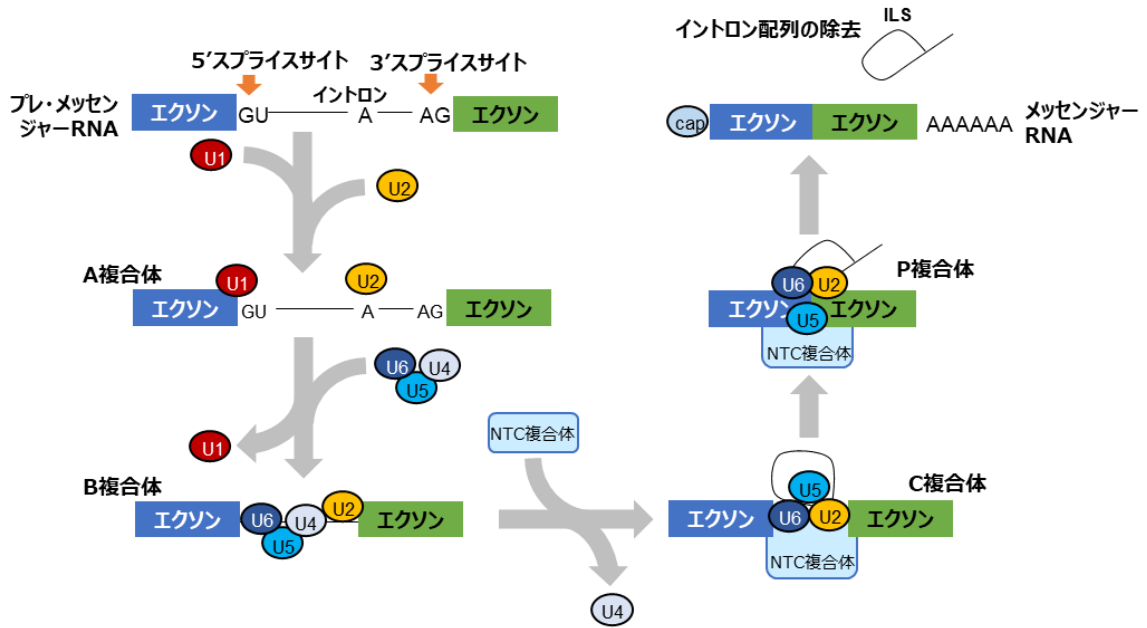 5’スプライスサイト
3’スプライスサイト
プレ・メッセン
ジャーRNA
エクソン
GU
イントロン
A
AG
エクソン
U1
U2
A複合体
エクソン
U1
GU
U2
A
AG
エクソン
U6
U4
U5
U1
B複合体
エクソン
U6
U5
U4
U2
エクソン
NTC複合体
U4
C複合体
エクソン
U5
U6
U2
エクソン
NTC複合体
P複合体
U6
U2
エクソン
エクソン
U5
NTC複合体
イントロン配列の除去
ILS
cap
エクソン
エクソン
AAAAAA
メッセンジャー
RNA